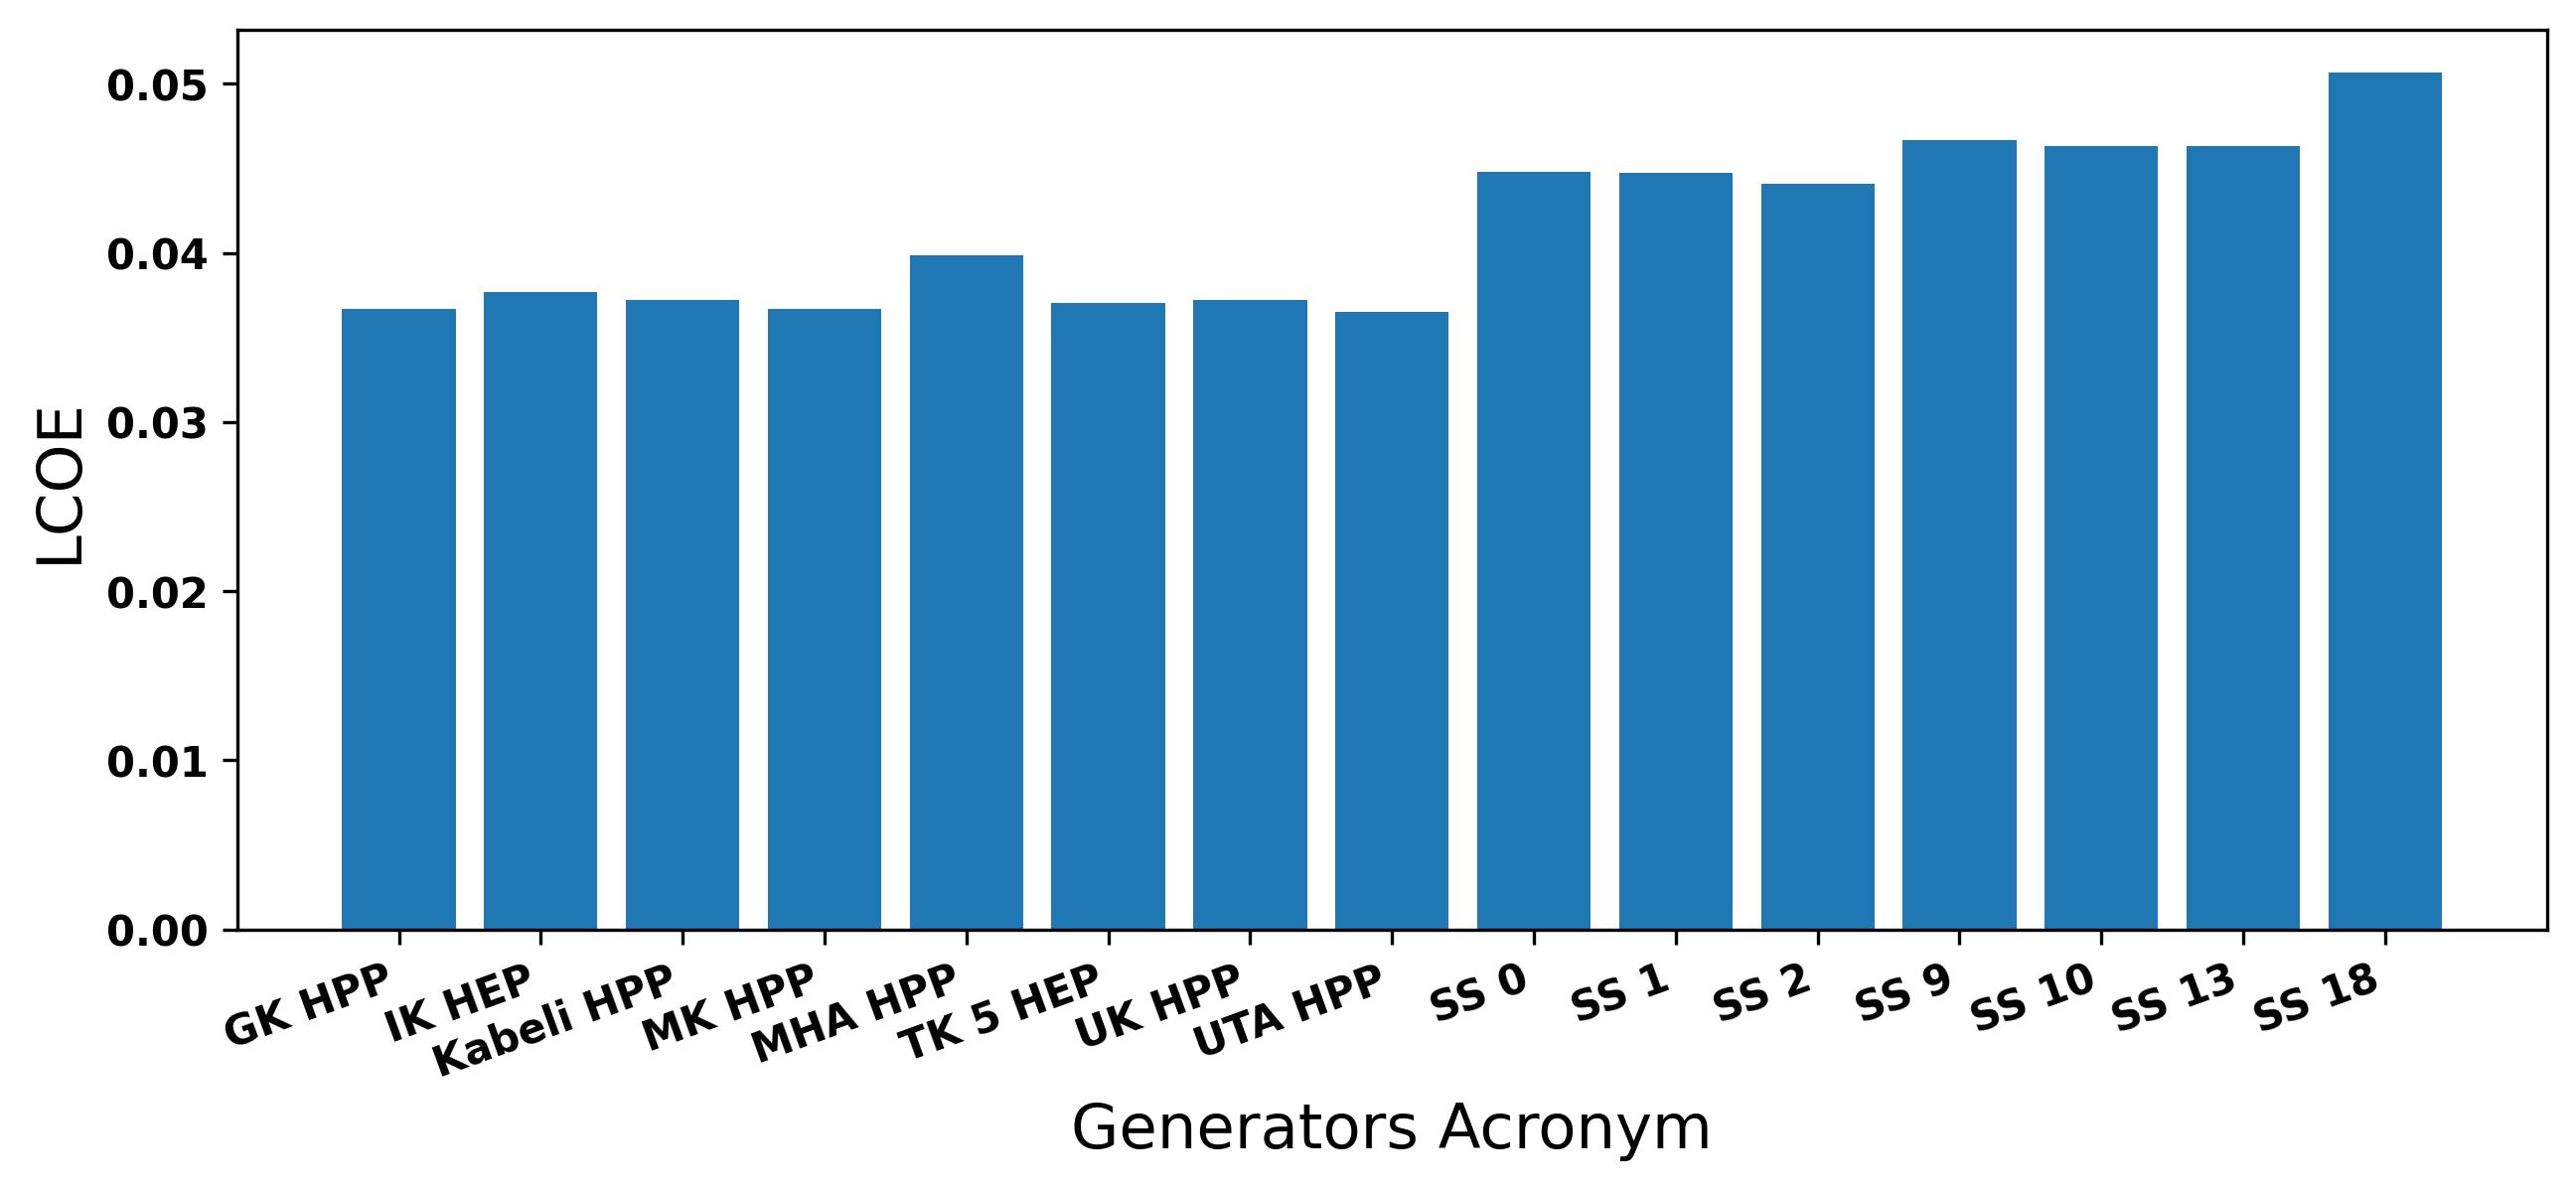 0.05
0.04
0.03
0.02
0.01
0.00
LCOE
GK HPP
IK HEP
Kabeli HPP
MK HPP
MHA HPP
TK 5 HEP
UK HPP
UTA HPP
SS 0
SS 1
SS 2
SS 9
SS 10
SS 13
SS 18
Generators Acronym